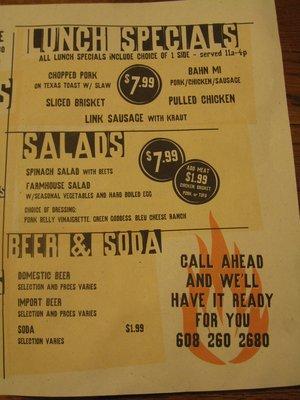 LUNCH SPECIALS
ALL LUNCH SPECIALS INCLUDE CHOICE OF 1 SIDE - SERVED 11a-4p
CHOPPED PORK
ON TEXAS TOAST W/ SLAW
$7.99
BAHN MI
PORK/CHICKEN/SAUSAGE
SLICED BRISKET
PULLED CHICKEN
LINK SAUSAGE WITH KRAUT
SALADS
$7.99
SPINACH SALAD WITH BEETS
FARMHOUSE SALAD
W/SEASONAL VEGETABLES AND HARD BOILED EGG
ADD MEAT
$1.99
CHICKEN BRISKET
PORK OR TOFU
CHOICE OF DRESSING:
PORK BELLY VINAIGRETTE, GREEN GODDESS, BLEU CHEESE RANCH
BEER & SODA
DOMESTIC BEER
SELECTION AND PRICES VARIES
IMPORT BEER
SELECTION AND PRCES VARIES
SODA $1.99
SELECTION VARIES
CALL AHEAD
AND WE'LL
HAVE IT READY
FOR YOU
608 260 2680